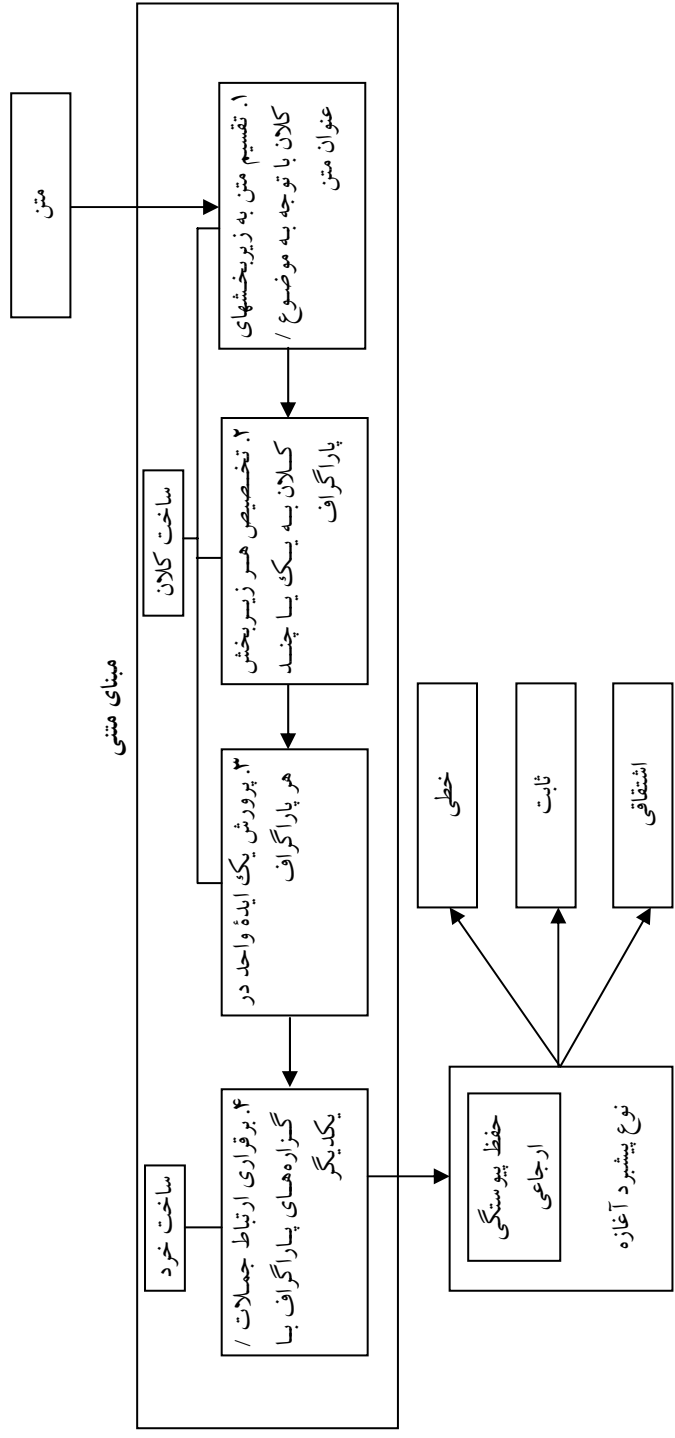 متن
مبنای متنی
ساخت کلان
ساخت خرد
۱. تقسیم متن به زیربخشهای
کلان با توجه به موضوع /
عنوان متن
۲. تخصیص هر زیربخش
کلان به یک یا چند
پاراگراف
۳. پرورش یک ایدۀ واحد در
هر پاراگراف
۴. برقراری ارتباط جملات /
گزاره‌های پاراگراف با
یکدیگر
حفظ پیوستگی
ارجاعی
نوع پیشبرد آغازه
خطی
ثابت
اشتقاقی